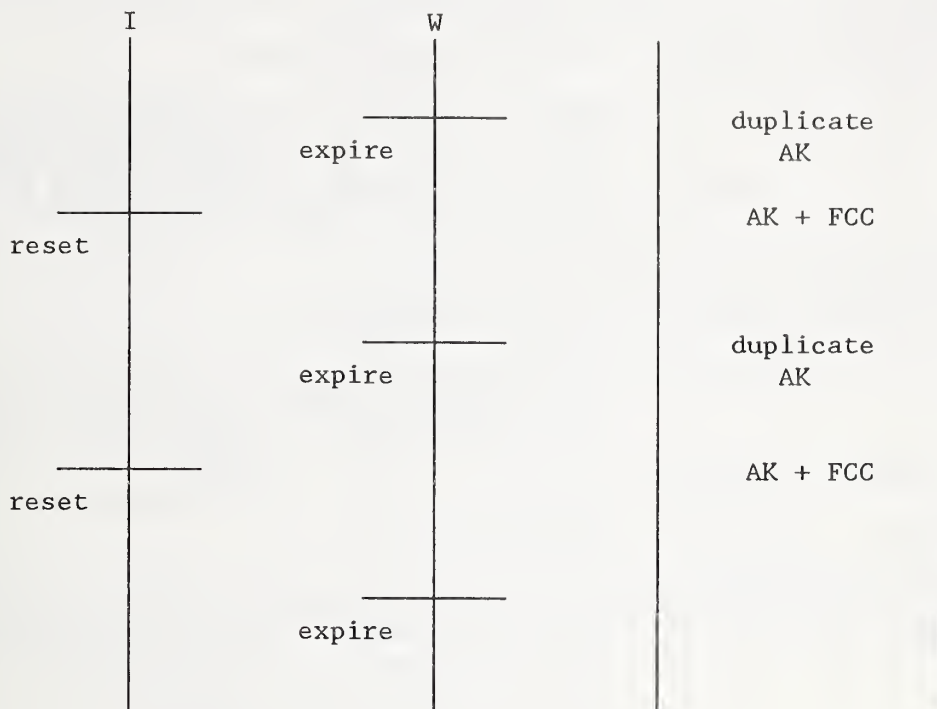 I
W
duplicate
AK
expire
AK + FCC
reset
duplicate
AK
expire
AK + FCC
reset
expire